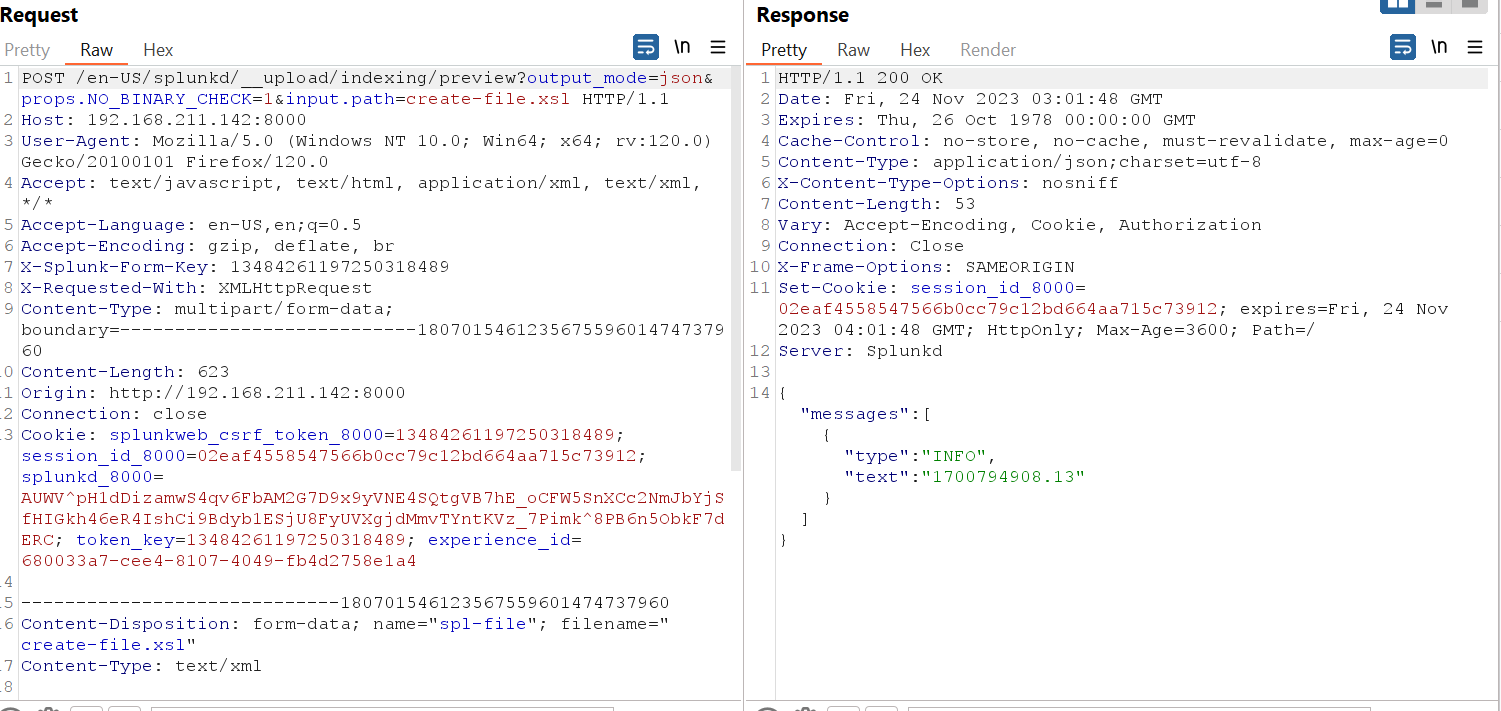 Request
Pretty Raw Hex
\n
1 POST /en-US/splunkd/__upload/indexing/preview?output_mode=json&
props.NO_BINARY_CHECK=1&input.path=create-file.xsl HTTP/1.1
2 Host: 192.168.211.142:8000
3 User-Agent: Mozilla/5.0 (Windows NT 10.0; Win64; x64; rv:120.0)
Gecko/20100101 Firefox/120.0
4 Accept: text/javascript, text/html, application/xml, text/xml,
*/*
5 Accept-Language: en-US,en;q=0.5
6 Accept-Encoding: gzip, deflate, br
7 X-Splunk-Form-Key: 13484261197250318489
8 X-Requested-With: XMLHttpRequest
9 Content-Type: multipart/form-data;
boundary=---------------------------18070154612356755960147473​79
60
0 Content-Length: 623
1 Origin: http://192.168.211.142:8000
2 Connection: close
3 Cookie: splunkweb_csrf_token_8000=13484261197250318489;
session_id_8000=02eaf4558547566b0cc79c12bd664aa715c73912;
splunkd_8000=
AUWV^pH1dDizamwS4qv6FbAM2G7D9x9yVNE4SQtgVB7hE_oCFW5SnXCc2NmJbYjS
fHIGkh46eR4IshCi9Bdyb1ESjU8FyUVXgjdMmvTYntKVz_7Pimk^8PB6n5ObkF7d
ERC; token_key=13484261197250318489; experience_id=
680033a7-cee4-8107-4049-fb4d2758e1a4
4
5 -----------------------------1807015461235675596014747​37960
6 Content-Disposition: form-data; name="spl-file"; filename="
create-file.xsl"
7 Content-Type: text/xml
8
Response
Pretty Raw Hex Render
\n
1 HTTP/1.1 200 OK
2 Date: Fri, 24 Nov 2023 03:01:48 GMT
3 Expires: Thu, 26 Oct 1978 00:00:00 GMT
4 Cache-Control: no-store, no-cache, must-revalidate, max-age=0
5 Content-Type: application/json;charset=utf-8
6 X-Content-Type-Options: nosniff
7 Content-Length: 53
8 Vary: Accept-Encoding, Cookie, Authorization
9 Connection: Close
10 X-Frame-Options: SAMEORIGIN
11 Set-Cookie: session_id_8000=
02eaf4558547566b0cc79c12bd664aa715c73912; expires=Fri, 24 Nov
2023 04:01:48 GMT; HttpOnly; Max-Age=3600; Path=/
12 Server: Splunkd
13
14 {
"messages":[
{
"type":"INFO",
"text":"1700794908.13"
}
]
}